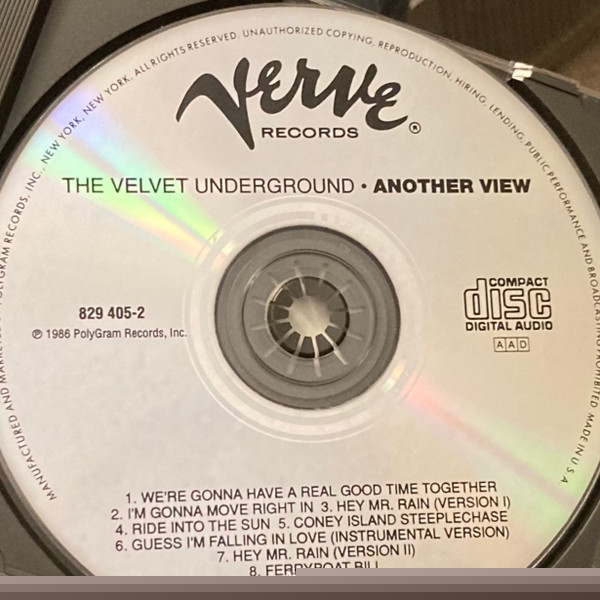 MANUFACTURED AND MARKETED BY POLYGRAM RECORDS, INC., NEW YORK, NEW YORK. ALL RIGHTS RESERVED. UNAUTHORIZED COPYING, REPRODUCTION, HIRING, LENDING, PUBLIC PERFORMANCE AND BROADCASTING PROHIBITED MADE IN U S A
VERVE
RECORDS ®
THE VELVET UNDERGROUND • ANOTHER VIEW
829 405-2
℗ 1986 PolyGram Records, Inc.
COMPACT
disc
DIGITAL AUDIO
AAD
1. WE'RE GONNA HAVE A REAL GOOD TIME TOGETHER
2. I'M GONNA MOVE RIGHT IN 3. HEY MR. RAIN (VERSION I)
4. RIDE INTO THE SUN 5. CONEY ISLAND STEEPLECHASE
6. GUESS I'M FALLING IN LOVE (INSTRUMENTAL VERSION)
7. HEY MR. RAIN (VERSION II)
8. FERRYBOAT BILL